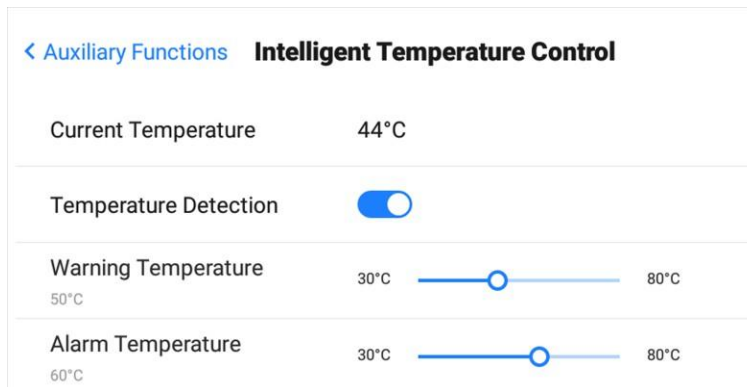 < Auxiliary Functions Intelligent Temperature Control
Current Temperature 44°C
Temperature Detection
Warning Temperature 30°C 80°C
50°C
Alarm Temperature 30°C 80°C
60°C